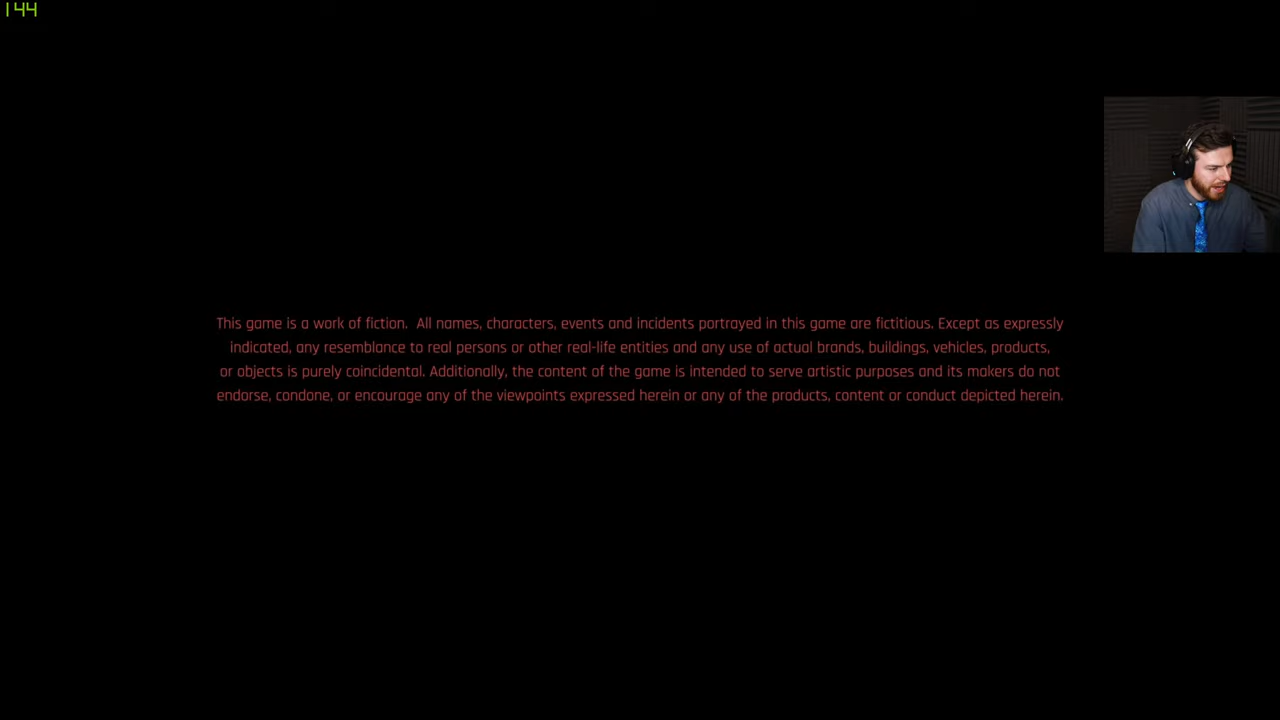 144
This game is a work of fiction.  All names, characters, events and incidents portrayed in this game are fictitious. Except as expressly
indicated, any resemblance to real persons or other real-life entities and any use of actual brands, buildings, vehicles, products,
or objects is purely coincidental. Additionally, the content of the game is intended to serve artistic purposes and its makers do not
endorse, condone, or encourage any of the viewpoints expressed herein or any of the products, content or conduct depicted herein.